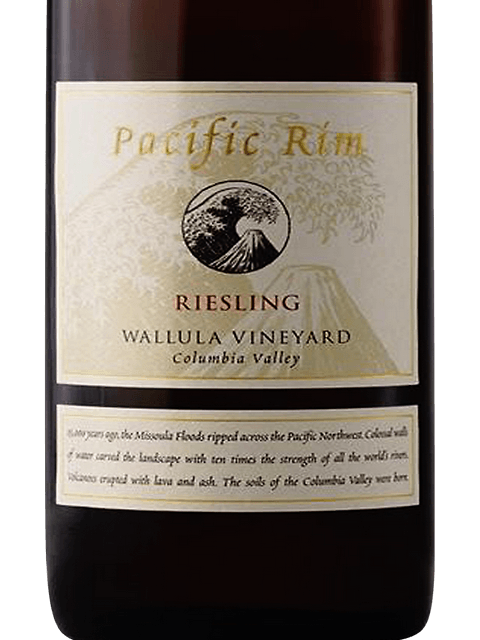 Pacific Rim
RIESLING
WALLULA VINEYARD
Columbia Valley
15,000 years ago, the Missoula Floods ripped across the Pacific Northwest. Colossal walls
of water carved the landscape with ten times the strength of all the world's rivers.
Volcanoes erupted with lava and ash. The soils of the Columbia Valley were born.